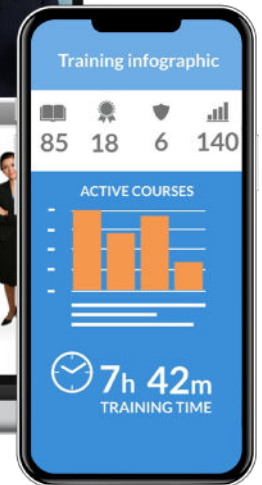 Training infographic
85 18 6 140
ACTIVE COURSES
7h 42m
TRAINING TIME